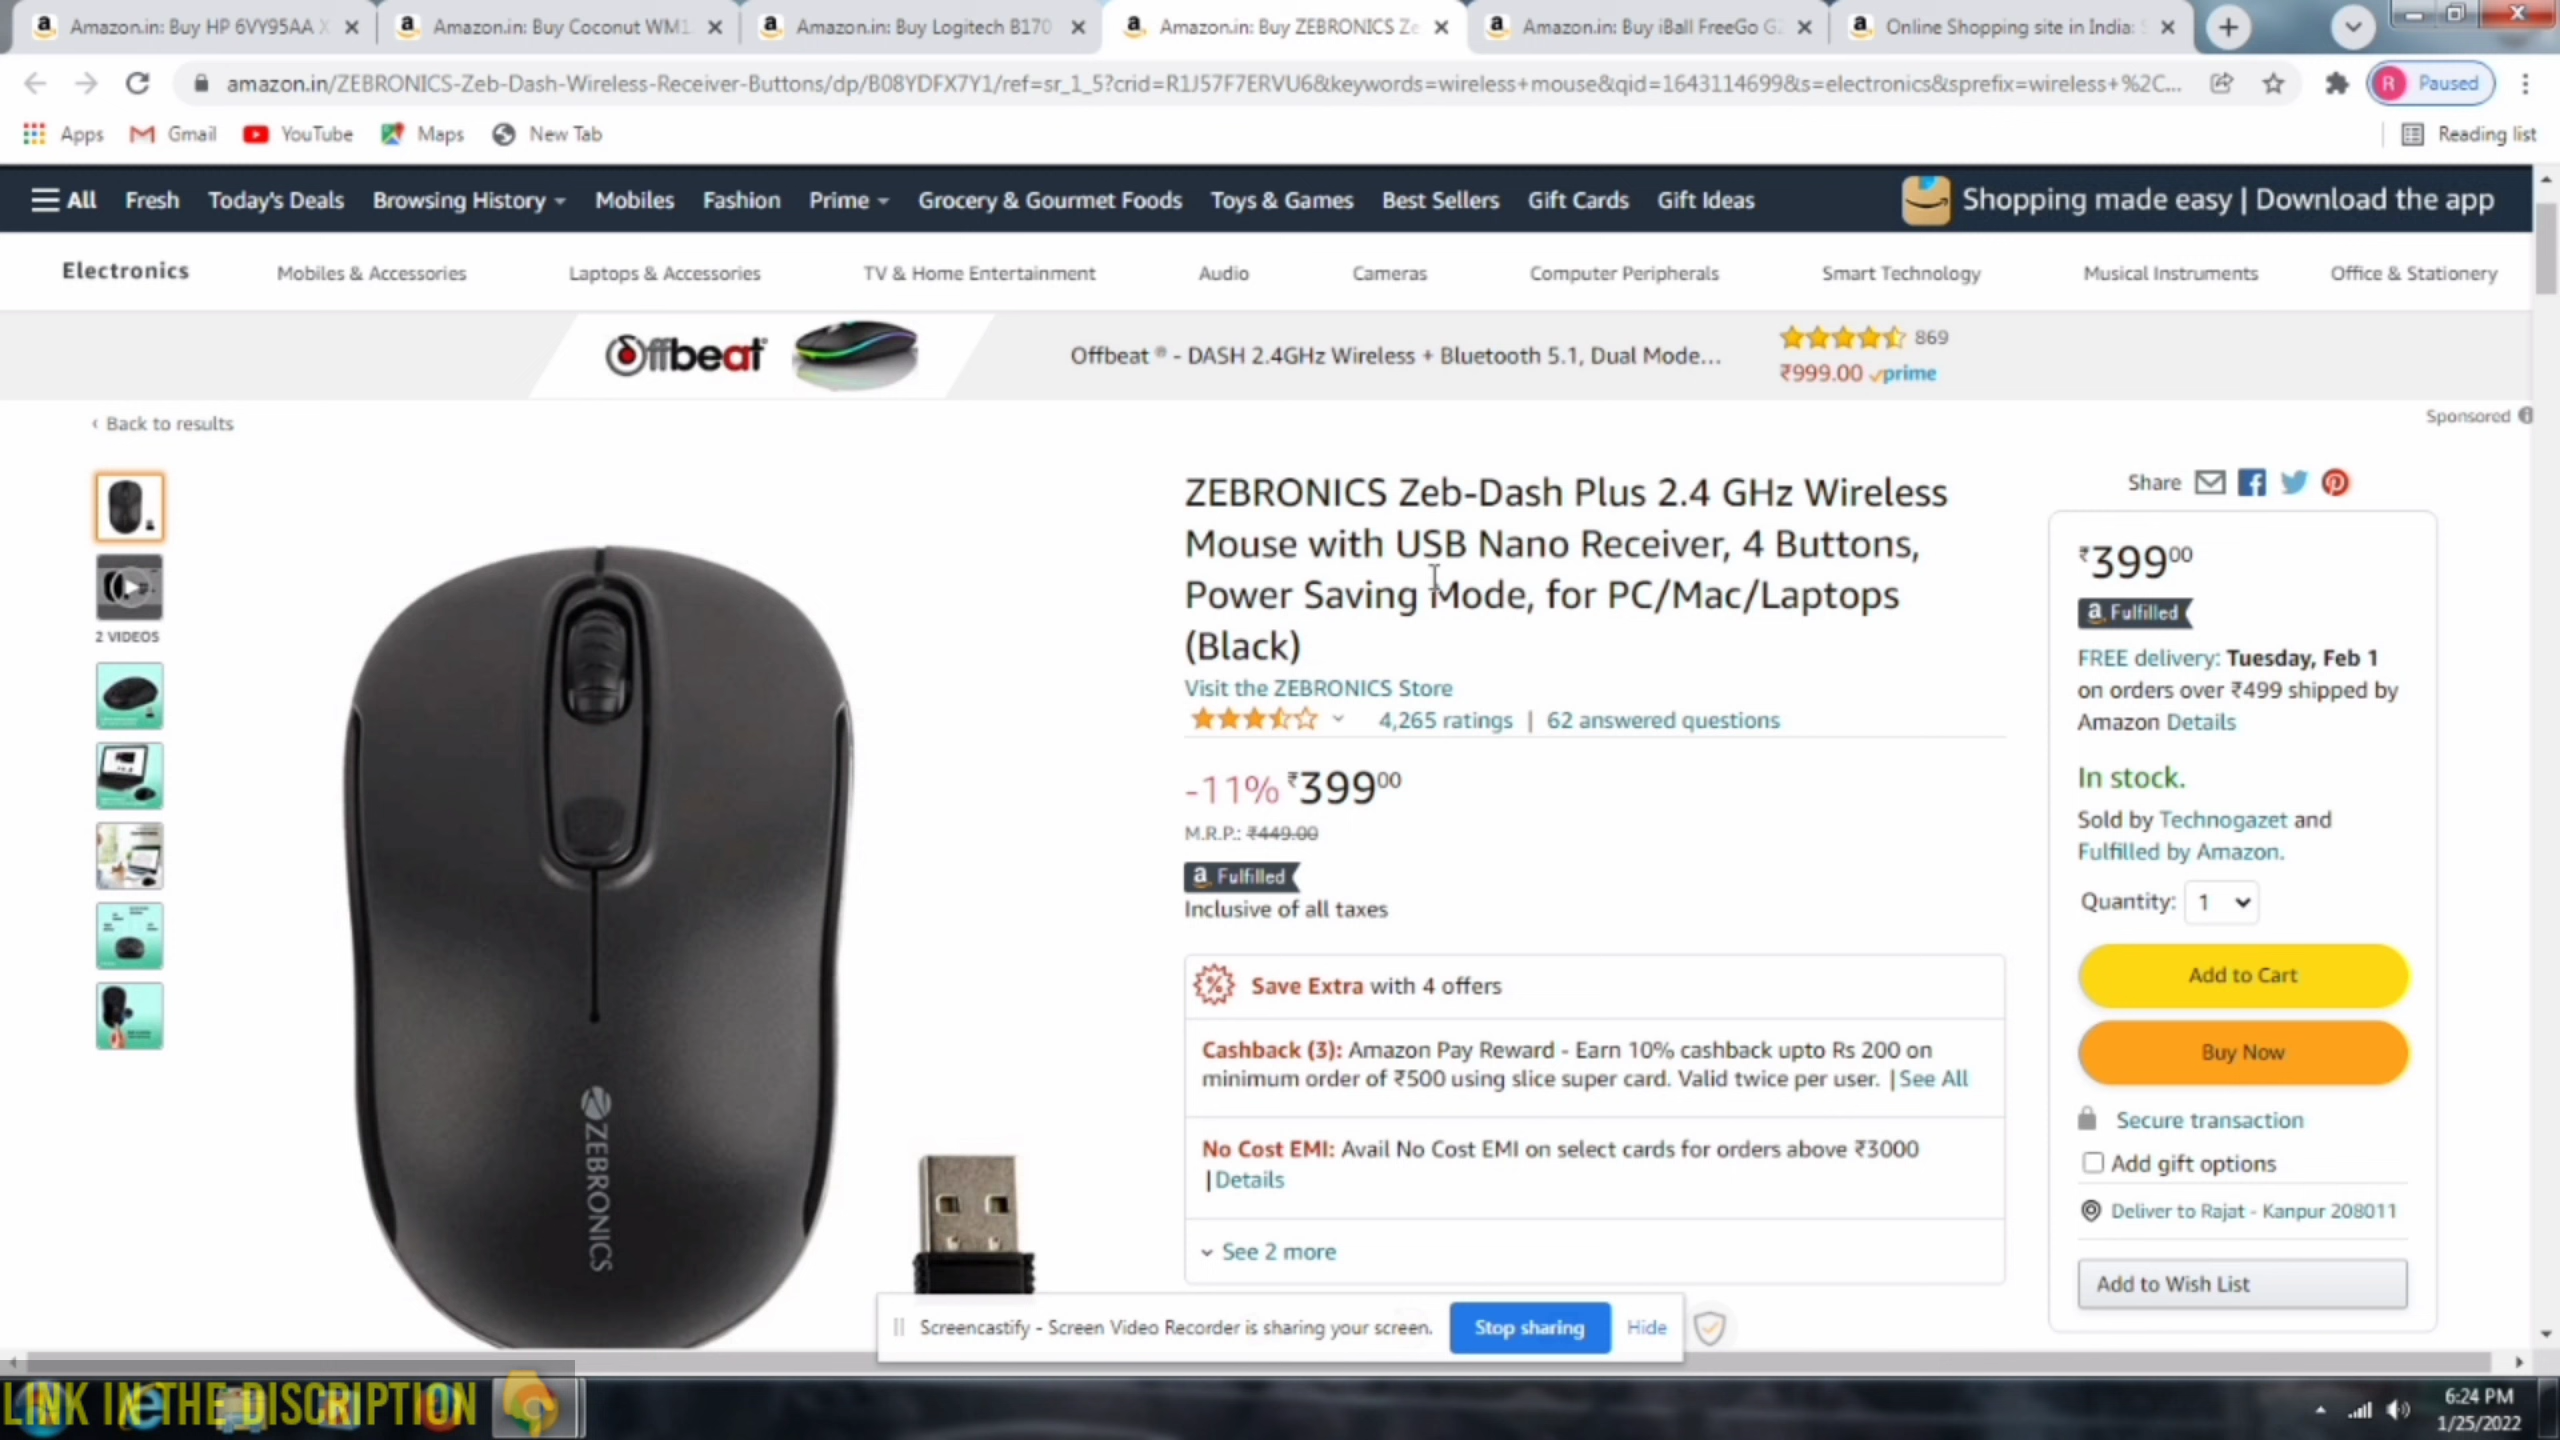 Amazon.in: Buy HP 6VY95AA X
Amazon.in: Buy Coconut WM1
Amazon.in: Buy Logitech B170
Amazon.in: Buy ZEBRONICS Ze
Amazon.in: Buy iBall FreeGo G
Online Shopping site in India: S
amazon.in/ZEBRONICS-Zeb-Dash-Wireless-Receiver-Buttons/dp/B08YDFX7Y1/ref=sr_1_5?crid=R1J57F7ERVU6&keywords=wireless+mouse&qid=1643114699&s=electronics&sprefix=wireless+%2C...
R Paused
Apps Gmail YouTube Maps New Tab Reading list
All Fresh Today's Deals Browsing History Mobiles Fashion Prime Grocery & Gourmet Foods Toys & Games Best Sellers Gift Cards Gift Ideas Shopping made easy | Download the app
Electronics Mobiles & Accessories Laptops & Accessories TV & Home Entertainment Audio Cameras Computer Peripherals Smart Technology Musical Instruments Office & Stationery
Offbeat
Offbeat ® - DASH 2.4GHz Wireless + Bluetooth 5.1, Dual Mode...
869
₹999.00 prime
‹ Back to results
Sponsored
2 VIDEOS
ZEBRONICS
ZEBRONICS Zeb-Dash Plus 2.4 GHz Wireless
Mouse with USB Nano Receiver, 4 Buttons,
Power Saving Mode, for PC/Mac/Laptops
(Black)
Visit the ZEBRONICS Store
4,265 ratings | 62 answered questions
-11% ₹39900
M.R.P.: ₹449.00
a Fulfilled
Inclusive of all taxes
Save Extra with 4 offers
Cashback (3): Amazon Pay Reward - Earn 10% cashback upto Rs 200 on
minimum order of ₹500 using slice super card. Valid twice per user. | See All
No Cost EMI: Avail No Cost EMI on select cards for orders above ₹3000
| Details
See 2 more
Share
₹39900
a Fulfilled
FREE delivery: Tuesday, Feb 1
on orders over ₹499 shipped by
Amazon Details
In stock.
Sold by Technogazet and
Fulfilled by Amazon.
Quantity: 1
Add to Cart
Buy Now
Secure transaction
Add gift options
Deliver to Rajat - Kanpur 208011
Add to Wish List
Screencastify - Screen Video Recorder is sharing your screen. Stop sharing Hide
LINK IN THE DISCRIPTION
6:24 PM
1/25/2022